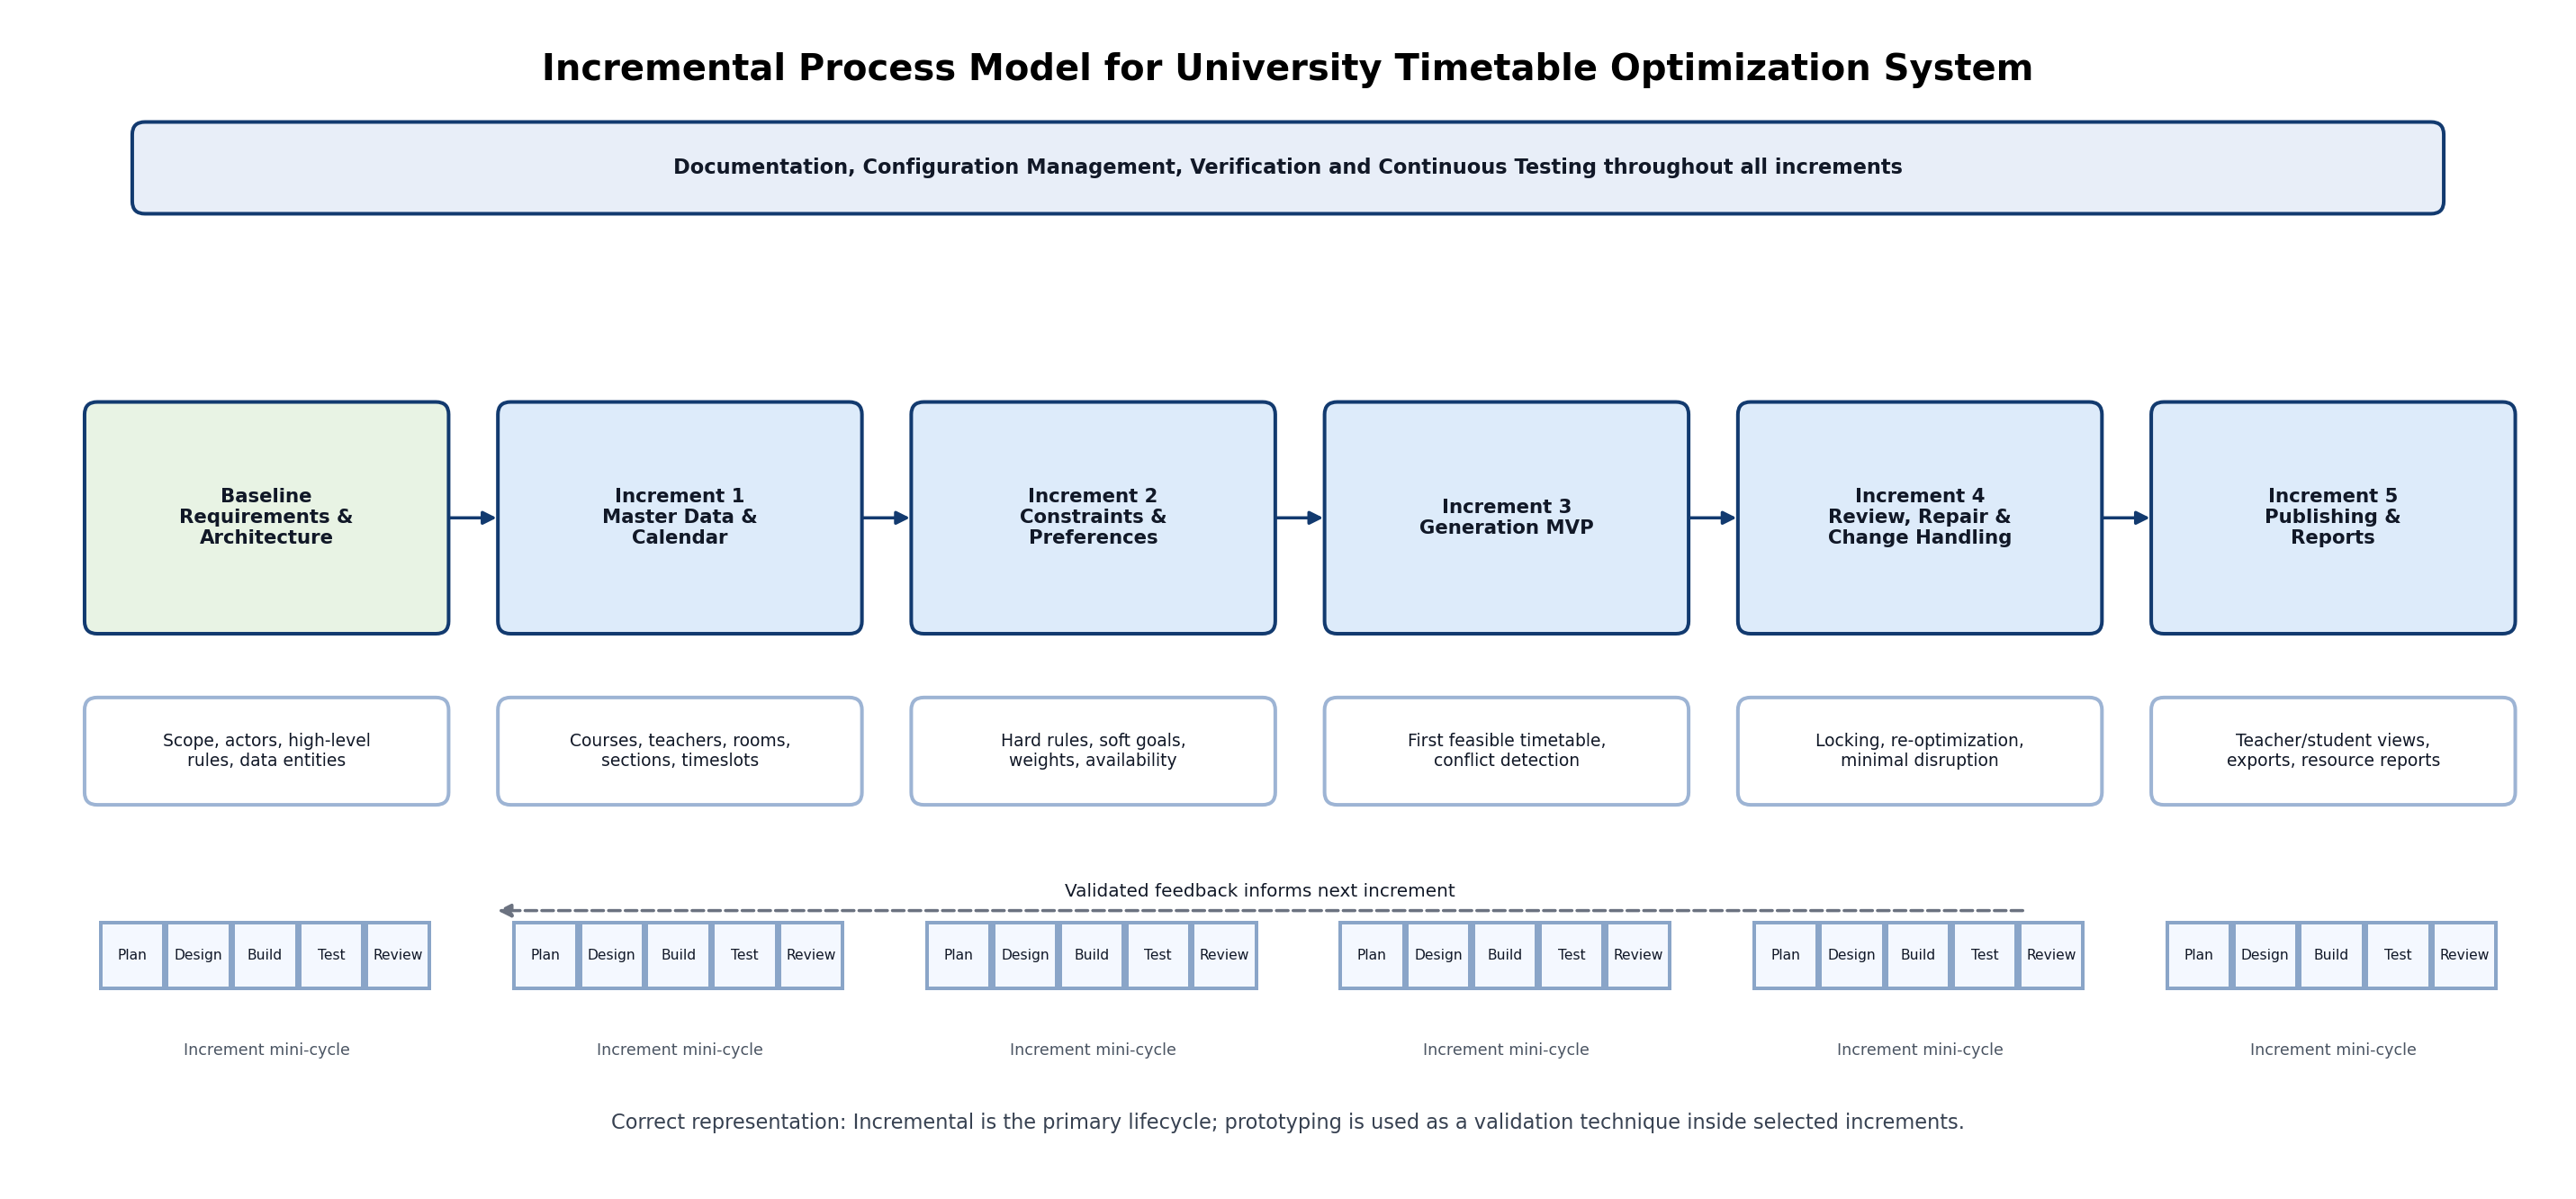 Incremental Process Model for University Timetable Optimization System
Documentation, Configuration Management, Verification and Continuous Testing throughout all increments
Baseline
Requirements &
Architecture
Increment 1
Master Data &
Calendar
Increment 2
Constraints &
Preferences
Increment 3
Generation MVP
Increment 4
Review, Repair &
Change Handling
Increment 5
Publishing &
Reports
Scope, actors, high-level
rules, data entities
Courses, teachers, rooms,
sections, timeslots
Hard rules, soft goals,
weights, availability
First feasible timetable,
conflict detection
Locking, re-optimization,
minimal disruption
Teacher/student views,
exports, resource reports
Validated feedback informs next increment
Plan Design Build Test Review
Plan Design Build Test Review
Plan Design Build Test Review
Plan Design Build Test Review
Plan Design Build Test Review
Plan Design Build Test Review
Increment mini-cycle
Increment mini-cycle
Increment mini-cycle
Increment mini-cycle
Increment mini-cycle
Increment mini-cycle
Correct representation: Incremental is the primary lifecycle; prototyping is used as a validation technique inside selected increments.